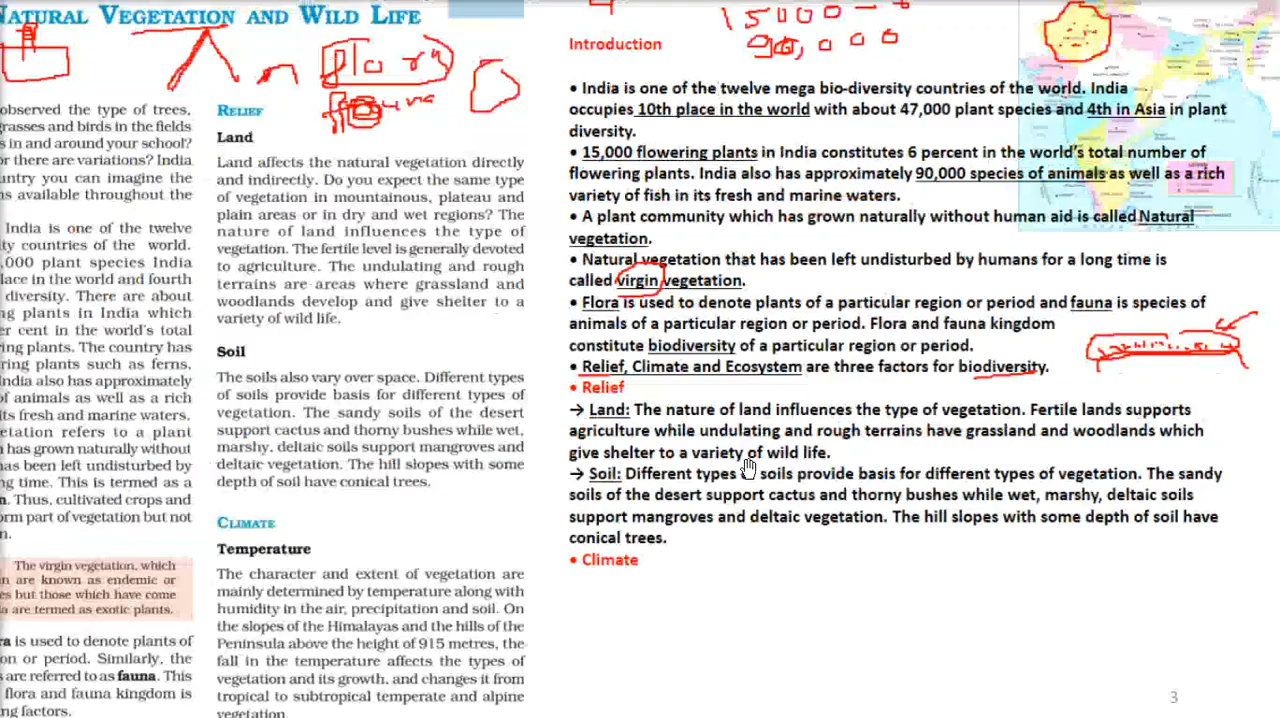 NATURAL VEGETATION AND WILD LIFE
observed the type of trees,
grasses and birds in the fields
s in and around your school?
or there are variations? India
untry you can imagine the
ns available throughout the
India is one of the twelve
ty countries of the world.
,000 plant species India
lace in the world and fourth
diversity. There are about
ng plants in India which
er cent in the world's total
ring plants. The country has
ring plants such as ferns,
India also has approximately
of animals as well as a rich
its fresh and marine waters.
etation refers to a plant
h has grown naturally without
has been left undisturbed by
ng time. This is termed as a
n. Thus, cultivated crops and
orm part of vegetation but not
n.
The virgin vegetation, which
in are known as endemic or
es but those which have come
ia are termed as exotic plants.
ra is used to denote plants of
on or period. Similarly, the
s are referred to as fauna. This
flora and fauna kingdom is
ng factors.
flora
fauna
RELIEF
Land
Land affects the natural vegetation directly
and indirectly. Do you expect the same type
of vegetation in mountainous, plateau and
plain areas or in dry and wet regions? The
nature of land influences the type of
vegetation. The fertile level is generally devoted
to agriculture. The undulating and rough
terrains are areas where grassland and
woodlands develop and give shelter to a
variety of wild life.
Soil
The soils also vary over space. Different types
of soils provide basis for different types of
vegetation. The sandy soils of the desert
support cactus and thorny bushes while wet,
marshy, deltaic soils support mangroves and
deltaic vegetation. The hill slopes with some
depth of soil have conical trees.
CLIMATE
Temperature
The character and extent of vegetation are
mainly determined by temperature along with
humidity in the air, precipitation and soil. On
the slopes of the Himalayas and the hills of the
Peninsula above the height of 915 metres, the
fall in the temperature affects the types of
vegetation and its growth, and changes it from
tropical to subtropical temperate and alpine
vegetation.
15000 -
90,000
Introduction
• India is one of the twelve mega bio-diversity countries of the world. India
occupies 10th place in the world with about 47,000 plant species and 4th in Asia in plant
diversity.
• 15,000 flowering plants in India constitutes 6 percent in the world's total number of
flowering plants. India also has approximately 90,000 species of animals as well as a rich
variety of fish in its fresh and marine waters.
• A plant community which has grown naturally without human aid is called Natural
vegetation.
• Natural vegetation that has been left undisturbed by humans for a long time is
called virgin vegetation.
• Flora is used to denote plants of a particular region or period and fauna is species of
animals of a particular region or period. Flora and fauna kingdom
constitute biodiversity of a particular region or period.
• Relief, Climate and Ecosystem are three factors for biodiversity.
• Relief
→ Land: The nature of land influences the type of vegetation. Fertile lands supports
agriculture while undulating and rough terrains have grassland and woodlands which
give shelter to a variety of wild life.
→ Soil: Different types of soils provide basis for different types of vegetation. The sandy
soils of the desert support cactus and thorny bushes while wet, marshy, deltaic soils
support mangroves and deltaic vegetation. The hill slopes with some depth of soil have
conical trees.
• Climate
3